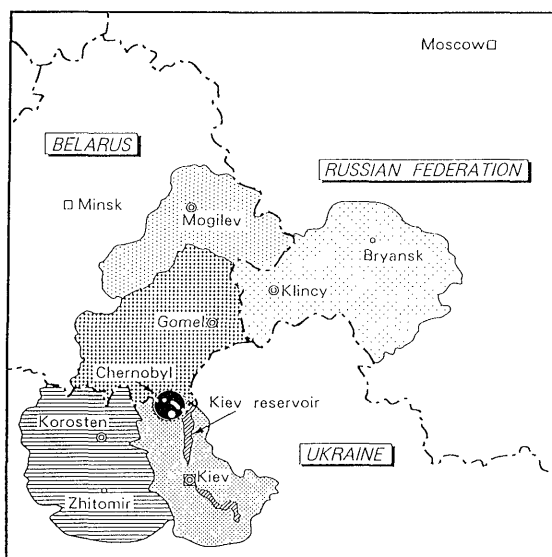 Moscow
BELARUS
RUSSIAN FEDERATION
Minsk
Mogilev
Bryansk
Klincy
Gomel
Chernobyl
Kiev reservoir
Korosten
UKRAINE
Kiev
Zhitomir